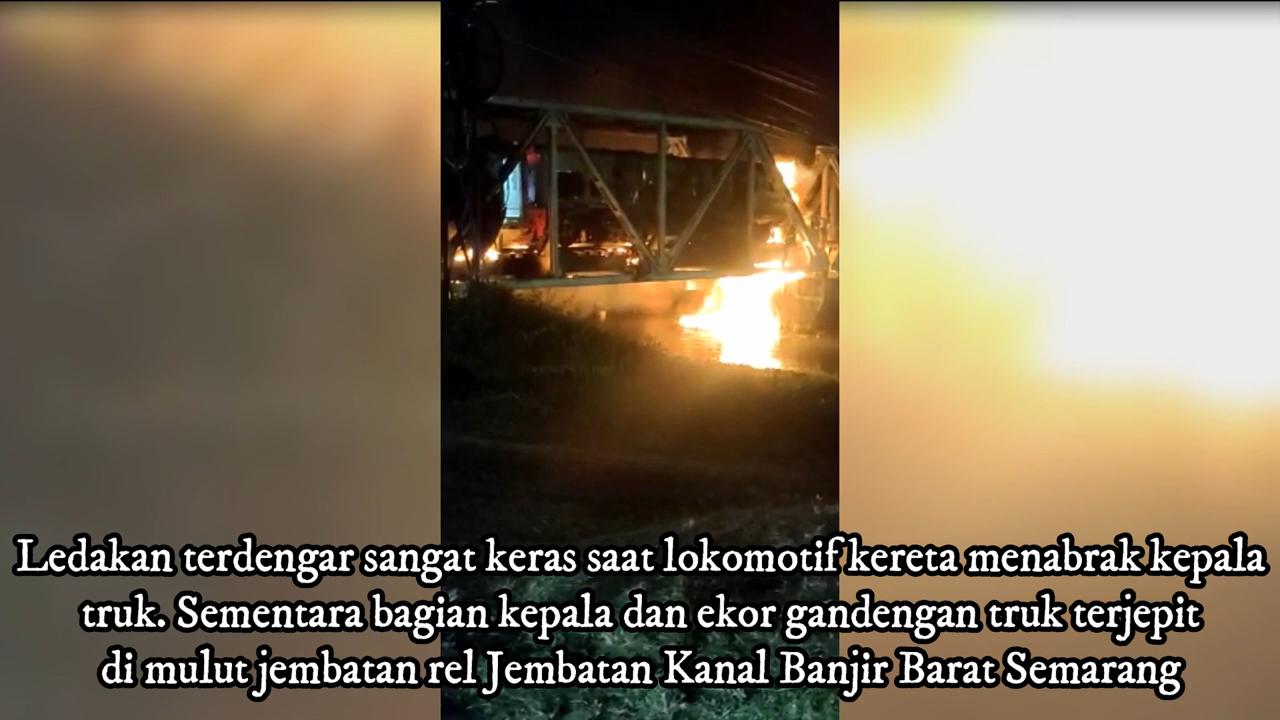 Ledakan terdengar sangat keras saat lokomotif kereta menabrak kepala
truk. Sementara bagian kepala dan ekor gandengan truk terjepit
di mulut jembatan rel Jembatan Kanal Banjir Barat Semarang